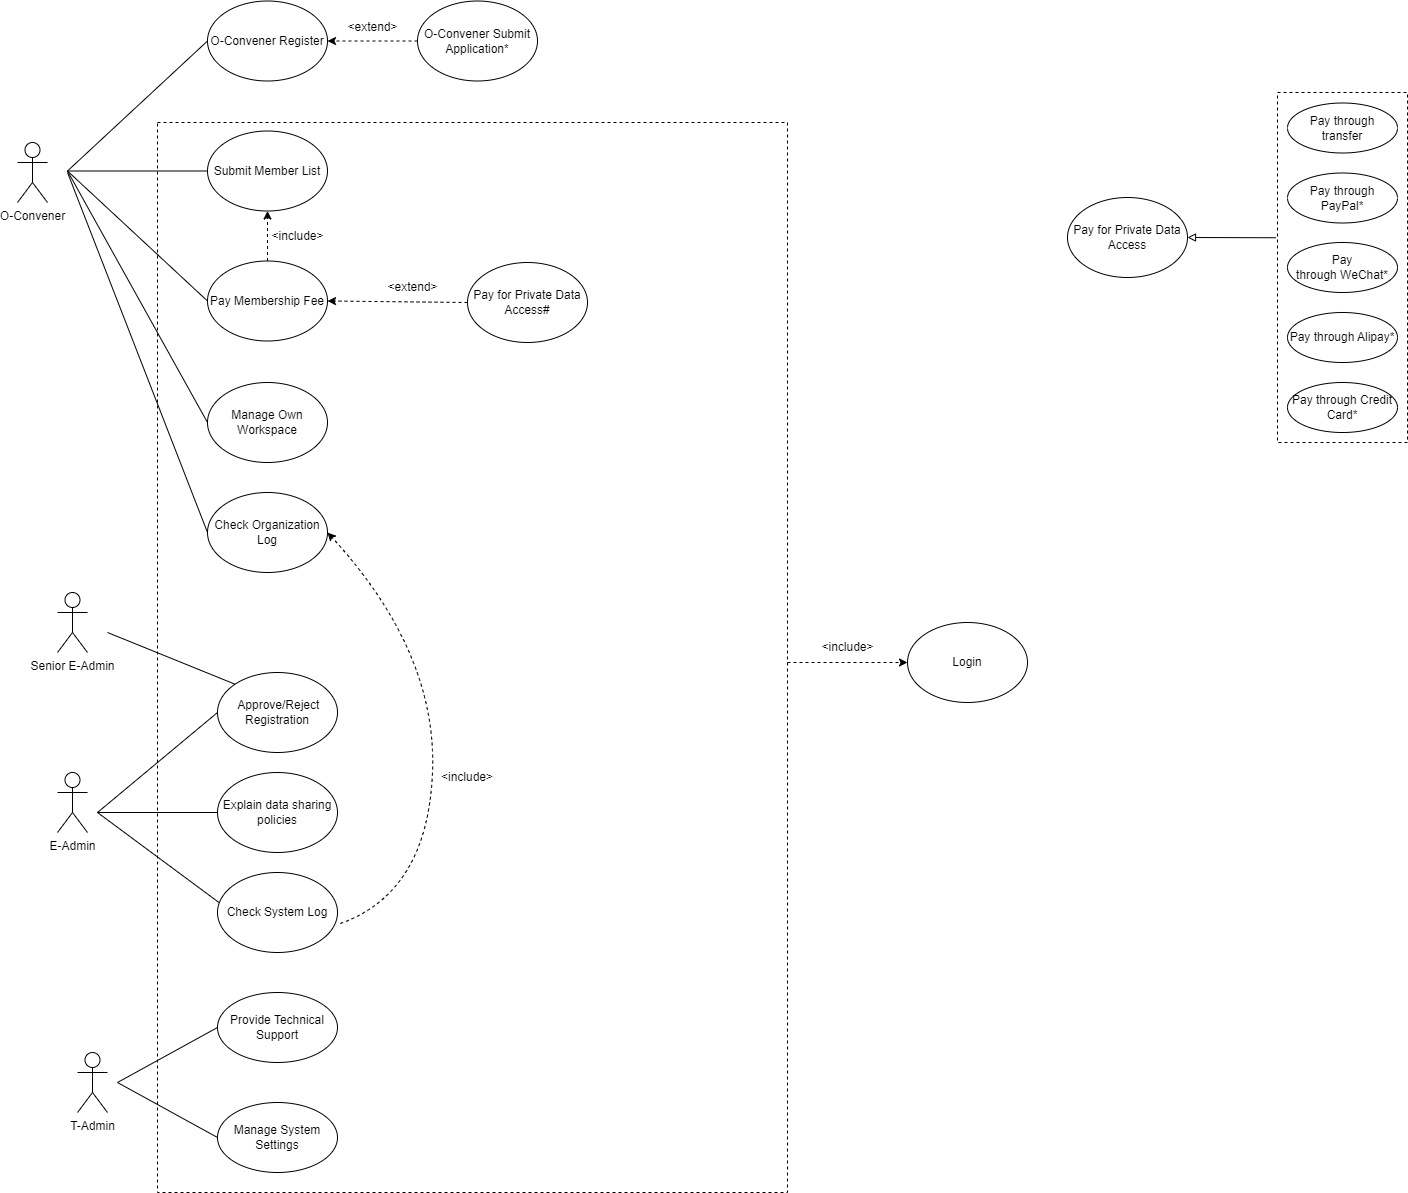 O-Convener Register
<extend>
O-Convener Submit
Application*
O-Convener
Submit Member List
<include>
Pay Membership Fee
<extend>
Pay for Private Data
Access#
Manage Own
Workspace
Check Organization
Log
Senior E-Admin
Approve/Reject
Registration
<include>
Explain data sharing
policies
E-Admin
Check System Log
Provide Technical
Support
T-Admin
Manage System
Settings
<include>
Login
Pay for Private Data
Access
Pay through
transfer
Pay through
PayPal*
Pay
through WeChat*
Pay through Alipay*
Pay through Credit
Card*